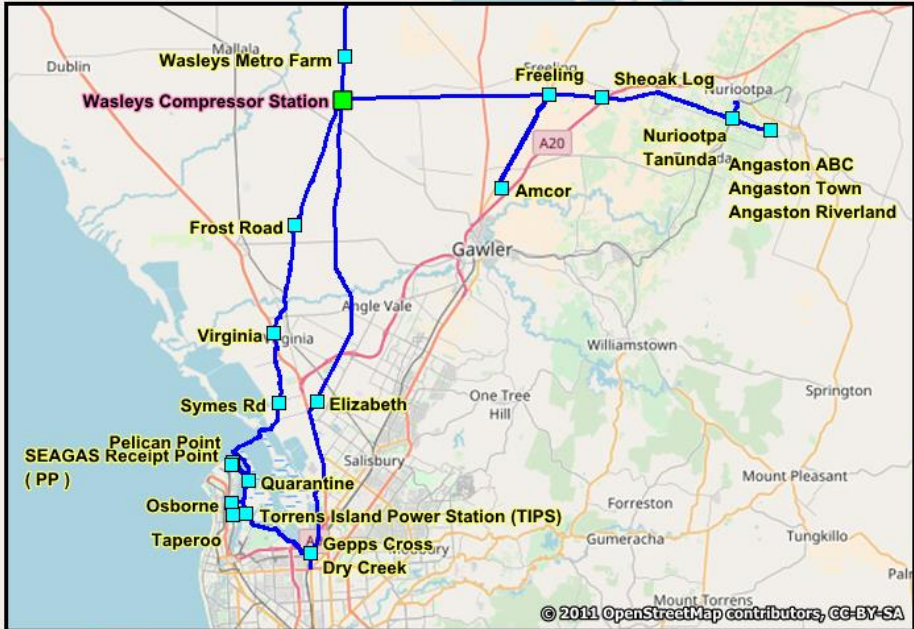 Dublin
Mallala
Wasleys Metro Farm
Wasleys Compressor Station
Freeling
Freeling
Sheoak Log
Nuriootpa
Nuriootpa
Tanunda
Angaston ABC
Angaston Town
Angaston Riverland
A20
Amcor
Frost Road
Gawler
Angle Vale
Virginia
Williamstown
Springton
Symes Rd
Elizabeth
One Tree
Hill
Pelican Point
SEAGAS Receipt Point
( PP )
Salisbury
Quarantine
Mount Pleasant
Osborne
Torrens Island Power Station (TIPS)
Forreston
Taperoo
Gepps Cross
Dry Creek
Gumeracha
Tungkillo
Mount Torrens
© 2011 OpenStreetMap contributors, CC-BY-SA